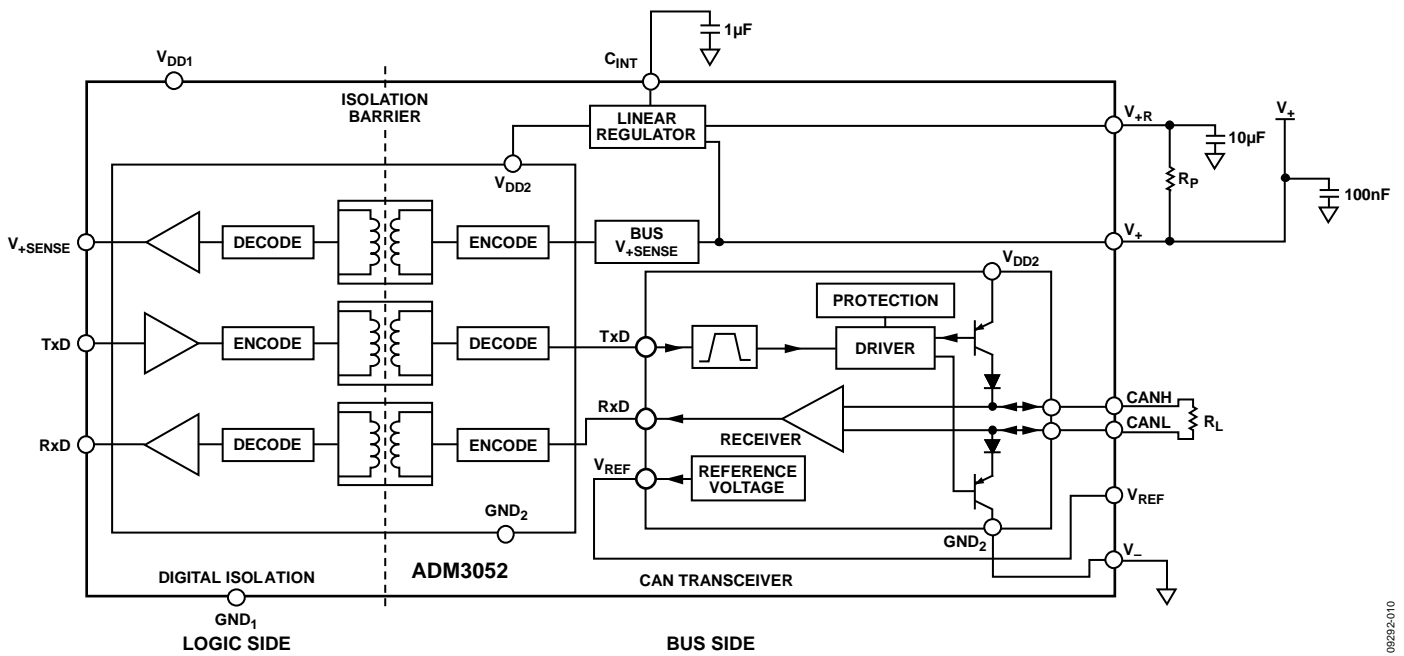 1µF
VDD1
CINT
ISOLATION
BARRIER
LINEAR
REGULATOR
V+R
V+
10µF
VDD2
RP
100nF
V+SENSE
DECODE
ENCODE
BUS
V+SENSE
V+
VDD2
PROTECTION
TxD
ENCODE
DECODE
TxD
DRIVER
CANH
RxD
RL
CANL
RxD
DECODE
ENCODE
RECEIVER
VREF
REFERENCE
VOLTAGE
VREF
GND2
GND2
V–
DIGITAL ISOLATION
ADM3052
CAN TRANSCEIVER
GND1
LOGIC SIDE
BUS SIDE
09292-010